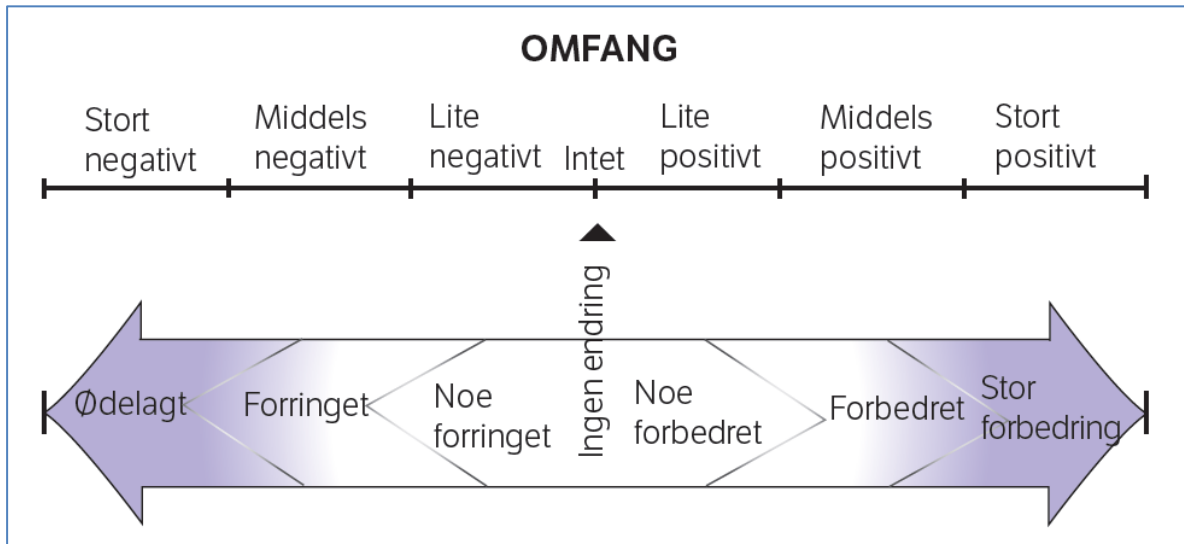 OMFANG
Stort
negativt
Middels
negativt
Lite
negativt
Intet
Lite
positivt
Middels
positivt
Stort
positivt
Ingen endring
Ødelagt
Forringet
Noe
forringet
Noe
forbedret
Forbedret
Stor
forbedring